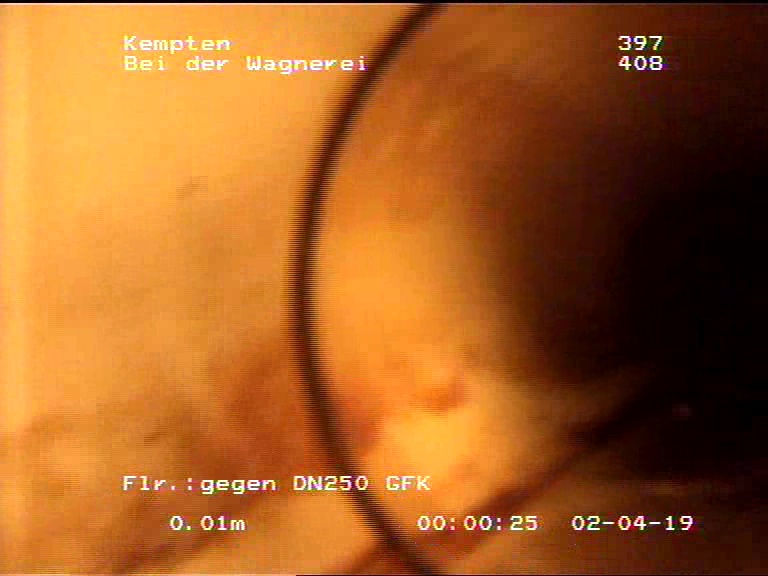 Kempten 397
Bei der Wagnerei 408
Flr.:gegen DN250 GFK
0.01m 00:00:25 02-04-19